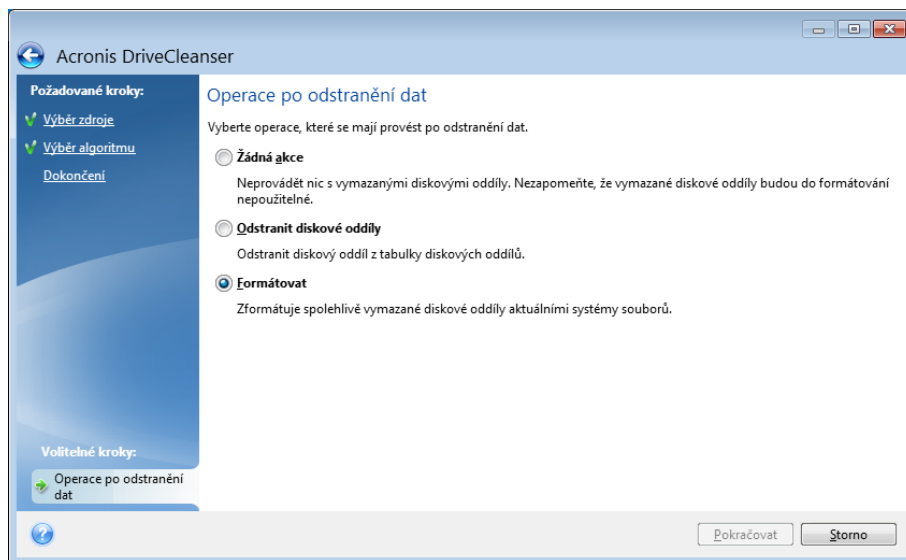 Acronis DriveCleanser
Požadované kroky:
Výběr zdroje
Výběr algoritmu
Dokončení
Volitelné kroky:
Operace po odstranění
dat
Operace po odstranění dat
Vyberte operace, které se mají provést po odstranění dat.
Žádná akce
Neprovádět nic s vymazanými diskovými oddíly. Nezapomeňte, že vymazané diskové oddíly budou do formátování
nepoužitelné.
Odstranit diskové oddíly
Odstranit diskový oddíl z tabulky diskových oddílů.
Formátovat
Zformátuje spolehlivě vymazané diskové oddíly aktuálními systémy souborů.
Pokračovat
Storno